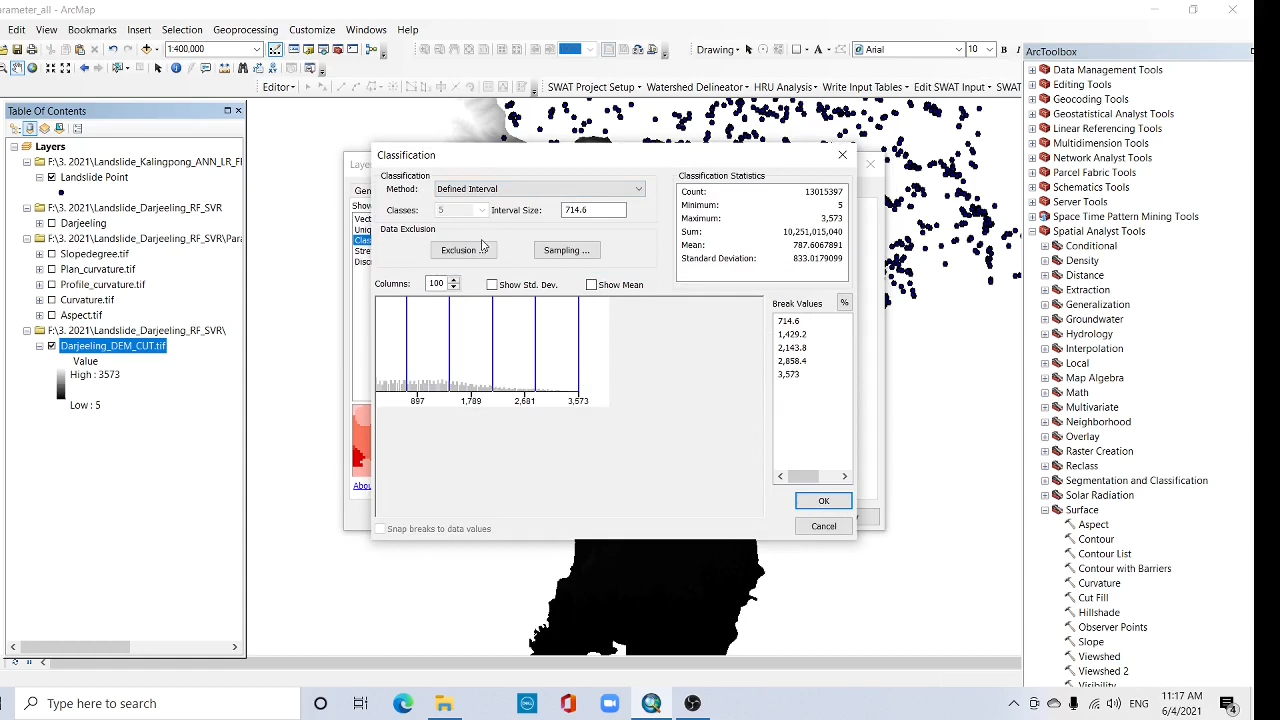 arameter_all - ArcMap
Edit View Bookmarks Insert Selection Geoprocessing Customize Windows Help
1:400,000
Drawing
Arial
10
B
Editor
SWAT Project Setup
Watershed Delineator
HRU Analysis
Write Input Tables
Edit SWAT Input
SWAT
Table Of Contents
Layers
F:\3. 2021\Landslide_Kalingpong_ANN_LR_F
Landslide Point
F:\3. 2021\Landslide_Darjeeling_RF_SVR
Darjeeling
F:\3. 2021\Landslide_Darjeeling_RF_SVR\Para
Slopedegree.tif
Plan_curvature.tif
Profile_curvature.tif
Curvature.tif
Aspect.tif
F:\3. 2021\Landslide_Darjeeling_RF_SVR\
Darjeeling_DEM_CUT.tif
Value
High : 3573
Low : 5
Abou
Classification
Classification
Method:
Defined Interval
Classes:
5
Interval Size:
714.6
Data Exclusion
Exclusion ...
Sampling ...
Columns:
100
Show Std. Dev.
Show Mean
897
1,789
2,681
3,573
Snap breaks to data values
Classification Statistics
Count: 13015397
Minimum: 5
Maximum: 3,573
Sum: 10,251,015,040
Mean: 787.6067891
Standard Deviation: 833.0179099
Break Values
%
714.6
1,429.2
2,143.8
2,858.4
3,573
OK
Cancel
ArcToolbox
Data Management Tools
Editing Tools
Geocoding Tools
Geostatistical Analyst Tools
Linear Referencing Tools
Multidimension Tools
Network Analyst Tools
Parcel Fabric Tools
Schematics Tools
Server Tools
Space Time Pattern Mining Tools
Spatial Analyst Tools
Conditional
Density
Distance
Extraction
Generalization
Groundwater
Hydrology
Interpolation
Local
Map Algebra
Math
Multivariate
Neighborhood
Overlay
Raster Creation
Reclass
Segmentation and Classification
Solar Radiation
Surface
Aspect
Contour
Contour List
Contour with Barriers
Curvature
Cut Fill
Hillshade
Observer Points
Slope
Viewshed
Viewshed 2
Visibility
Type here to search
DELL
ENG
11:17 AM
6/4/2021
4